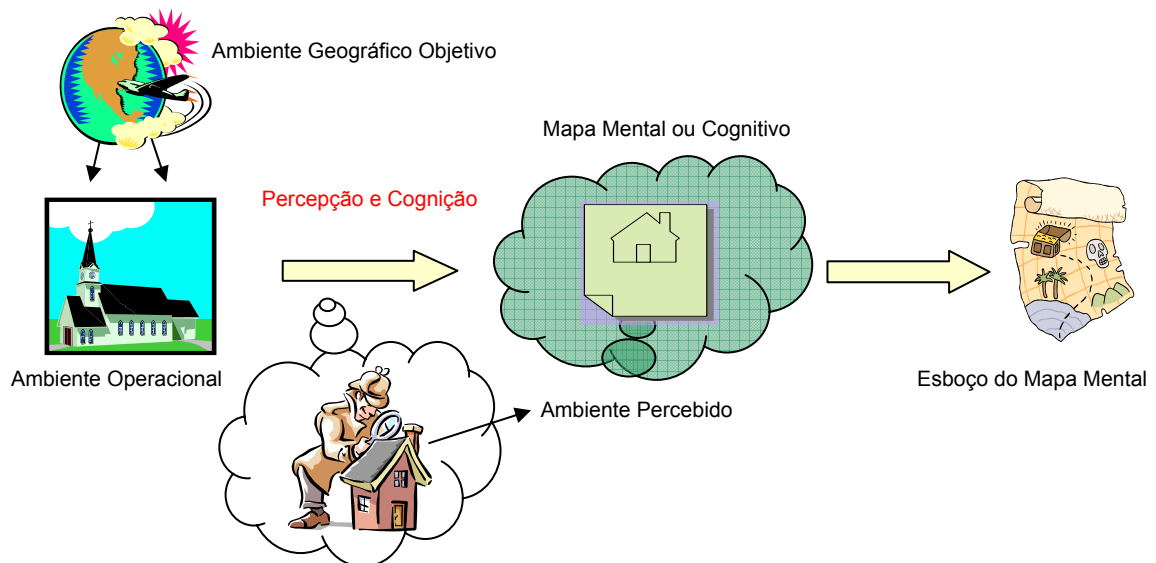 Ambiente Geográfico Objetivo
Mapa Mental ou Cognitivo
Percepção e Cognição
Ambiente Operacional
Esboço do Mapa Mental
Ambiente Percebido